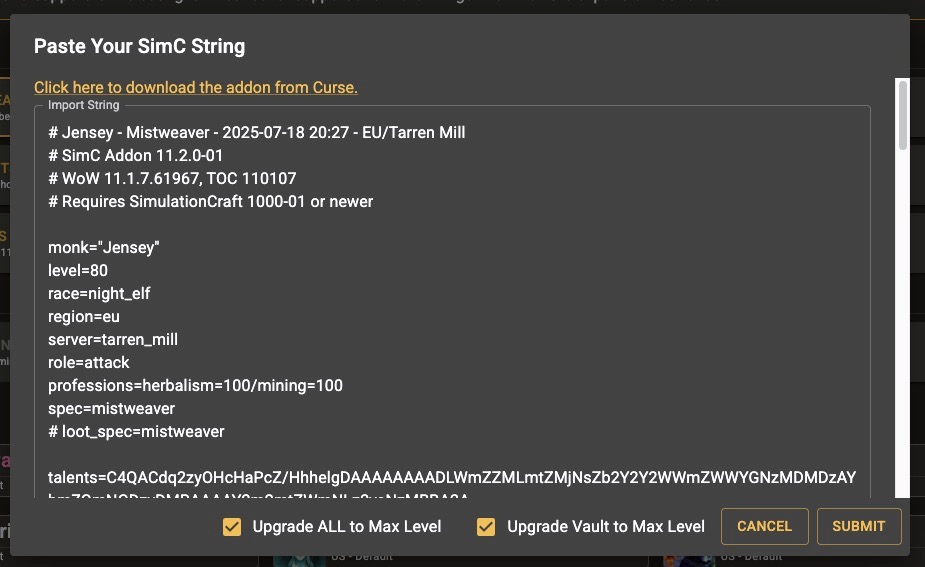 Paste Your SimC String
Click here to download the addon from Curse.
Import String
# Jensey - Mistweaver - 2025-07-18 20:27 - EU/Tarren Mill
# SimC Addon 11.2.0-01
# WoW 11.1.7.61967, TOC 110107
# Requires SimulationCraft 1000-01 or newer
monk="Jensey"
level=80
race=night_elf
region=eu
server=tarren_mill
role=attack
professions=herbalism=100/mining=100
spec=mistweaver
# loot_spec=mistweaver
talents=C4QACdq2zyOHcHaPcZ/HhhelgDAAAAAAAADLWmZZMLmtZMjNsZb2Y2Y2WWmZWWYGNzMDMDzAY
Upgrade ALL to Max Level
Upgrade Vault to Max Level
CANCEL
SUBMIT
US - Default
US - Default